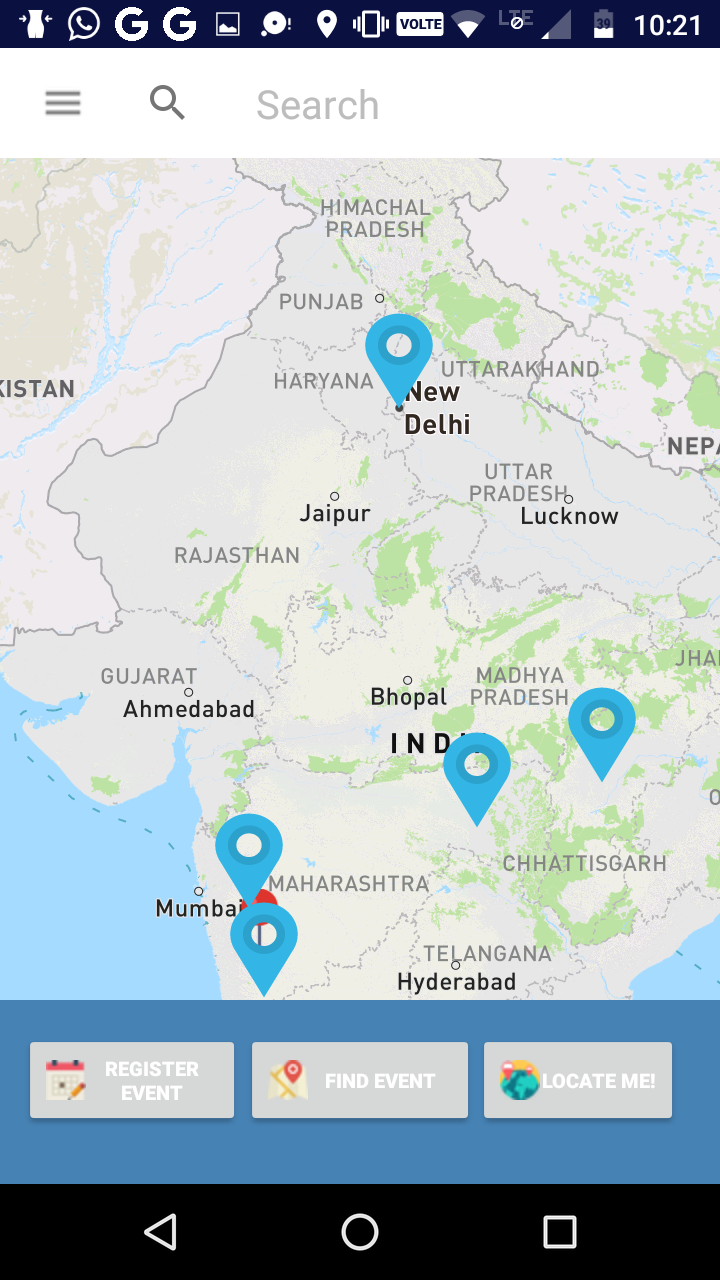 VOLTE LTE 39 10:21
Search
HIMACHAL
PRADESH
PUNJAB
HARYANA
UTTARAKHAND
KISTAN
New
Delhi
NEPA
UTTAR
PRADESH
Jaipur
Lucknow
RAJASTHAN
JHA
GUJARAT
MADHYA
PRADESH
Ahmedabad
Bhopal
INDI
CHHATTISGARH
MAHARASHTRA
Mumbai
TELANGANA
Hyderabad
REGISTER
EVENT
FIND EVENT
LOCATE ME!